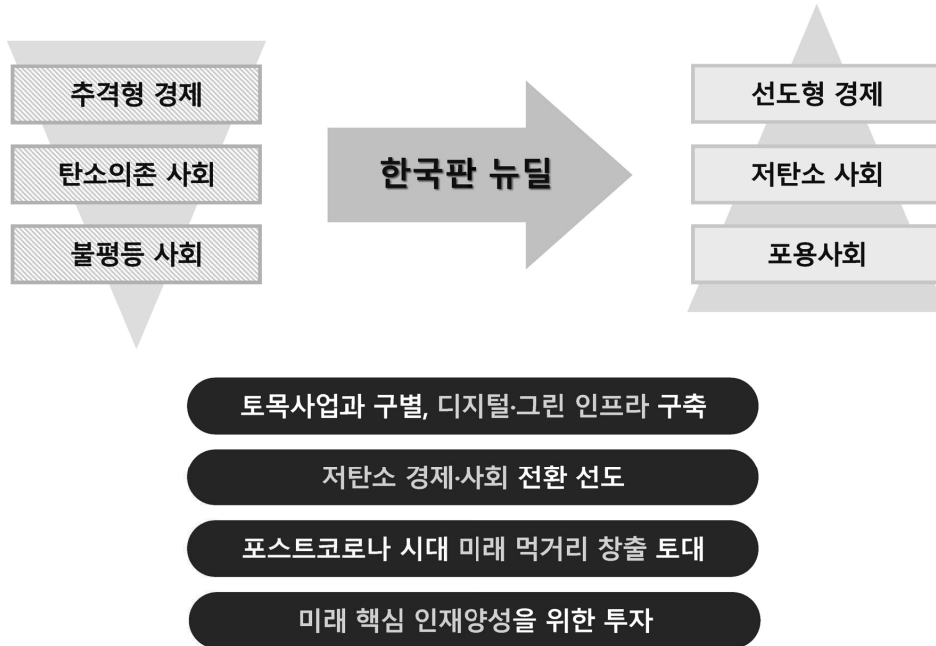 추격형 경제
탄소의존 사회
불평등 사회
한국판 뉴딜
선도형 경제
저탄소 사회
포용사회
토목사업과 구별, 디지털·그린 인프라 구축
저탄소 경제·사회 전환 선도
포스트코로나 시대 미래 먹거리 창출 토대
미래 핵심 인재양성을 위한 투자